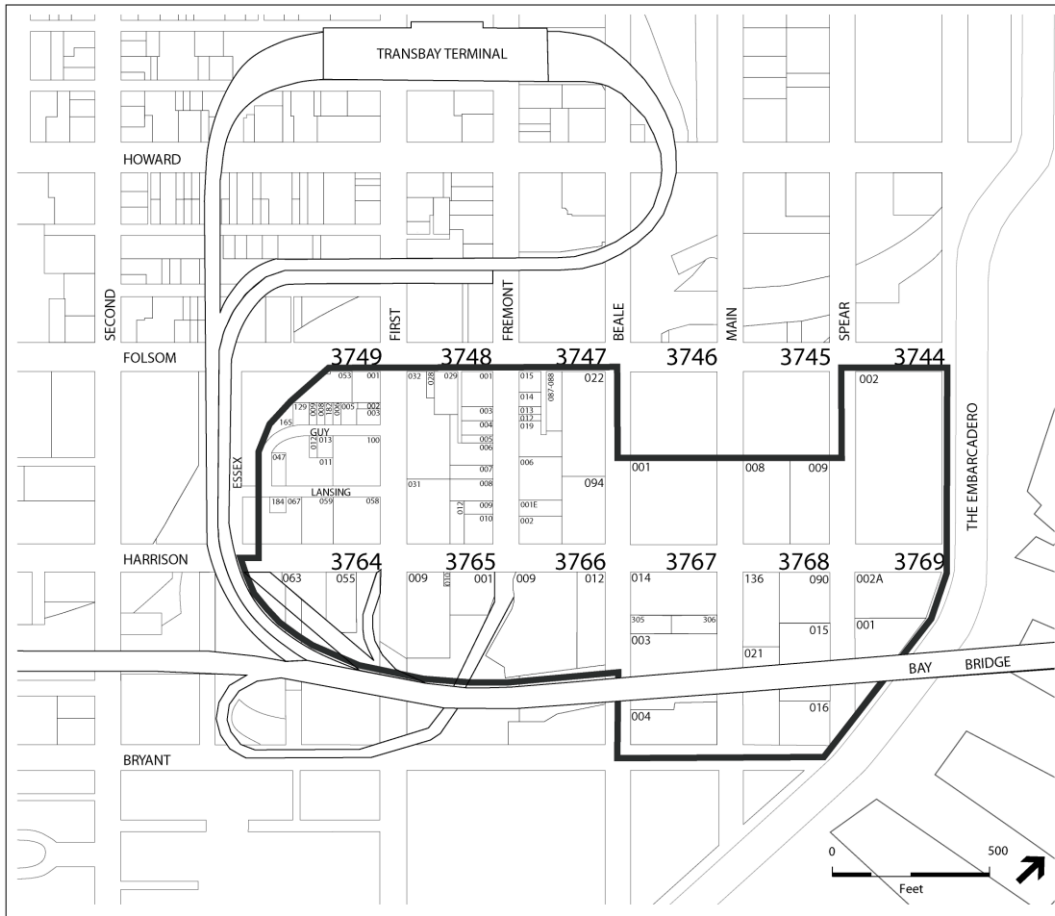 TRANSBAY TERMINAL
HOWARD
SECOND
FIRST
FREMONT
BEALE
MAIN
SPEAR
FOLSOM
3749 3748 3747 3746 3745 3744
053 001 032 028 029 001 015 022 087-088 002
014
129 009 008 182 006 005 002
003 003 013
012
165 004 019
GUY
005
012 013 100 006
047 011 007 006 001 008 009
ESSEX
031 008 094
LANSING
184 067 059 058 012 009 001E
010 002
THE EMBARCADERO
HARRISON
3764 3765 3766 3767 3768 3769
063 055 009 010 001 009 012 014 136 090 002A
305 306
003 015 001
021
BAY BRIDGE
004 016
BRYANT
0 500
Feet